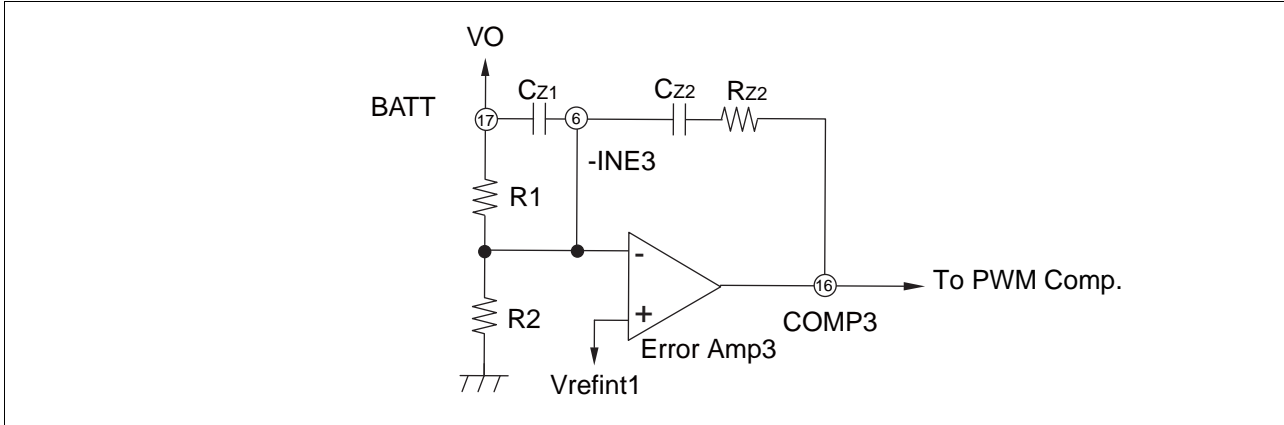 VO
CZ1
CZ2
RZ2
BATT
17
6
-INE3
R1
-
R2
+
16
To PWM Comp.
COMP3
Error Amp3
Vrefint1